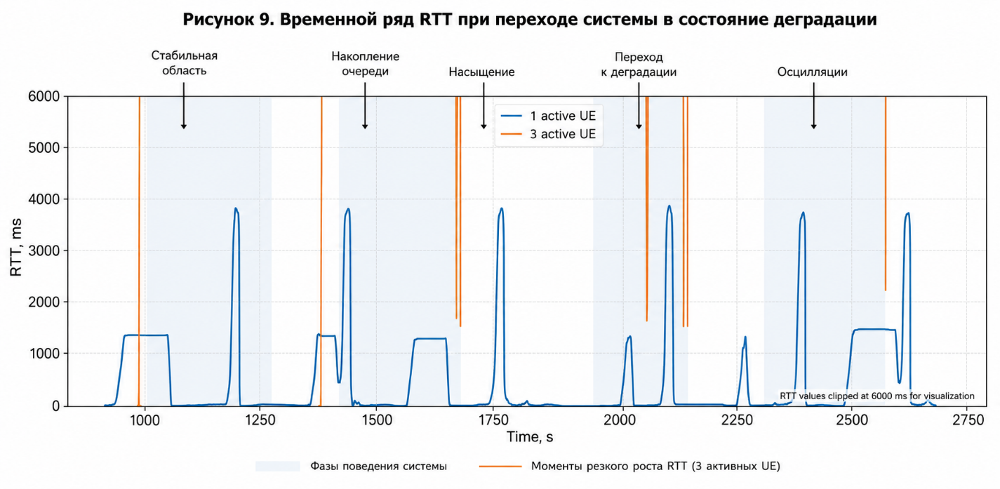 Рисунок 9. Временной ряд RTT при переходе системы в состояние деградации
Стабильная
область
Накопление
очереди
Насыщение
Переход
к деградации
Осцилляции
1 active UE
3 active UE
RTT, ms
6000
5000
4000
3000
2000
1000
0
RTT values clipped at 6000 ms for visualization
1000 1250 1500 1750 2000 2250 2500 2750
Time, s
Фазы поведения системы
Моменты резкого роста RTT (3 активных UE)